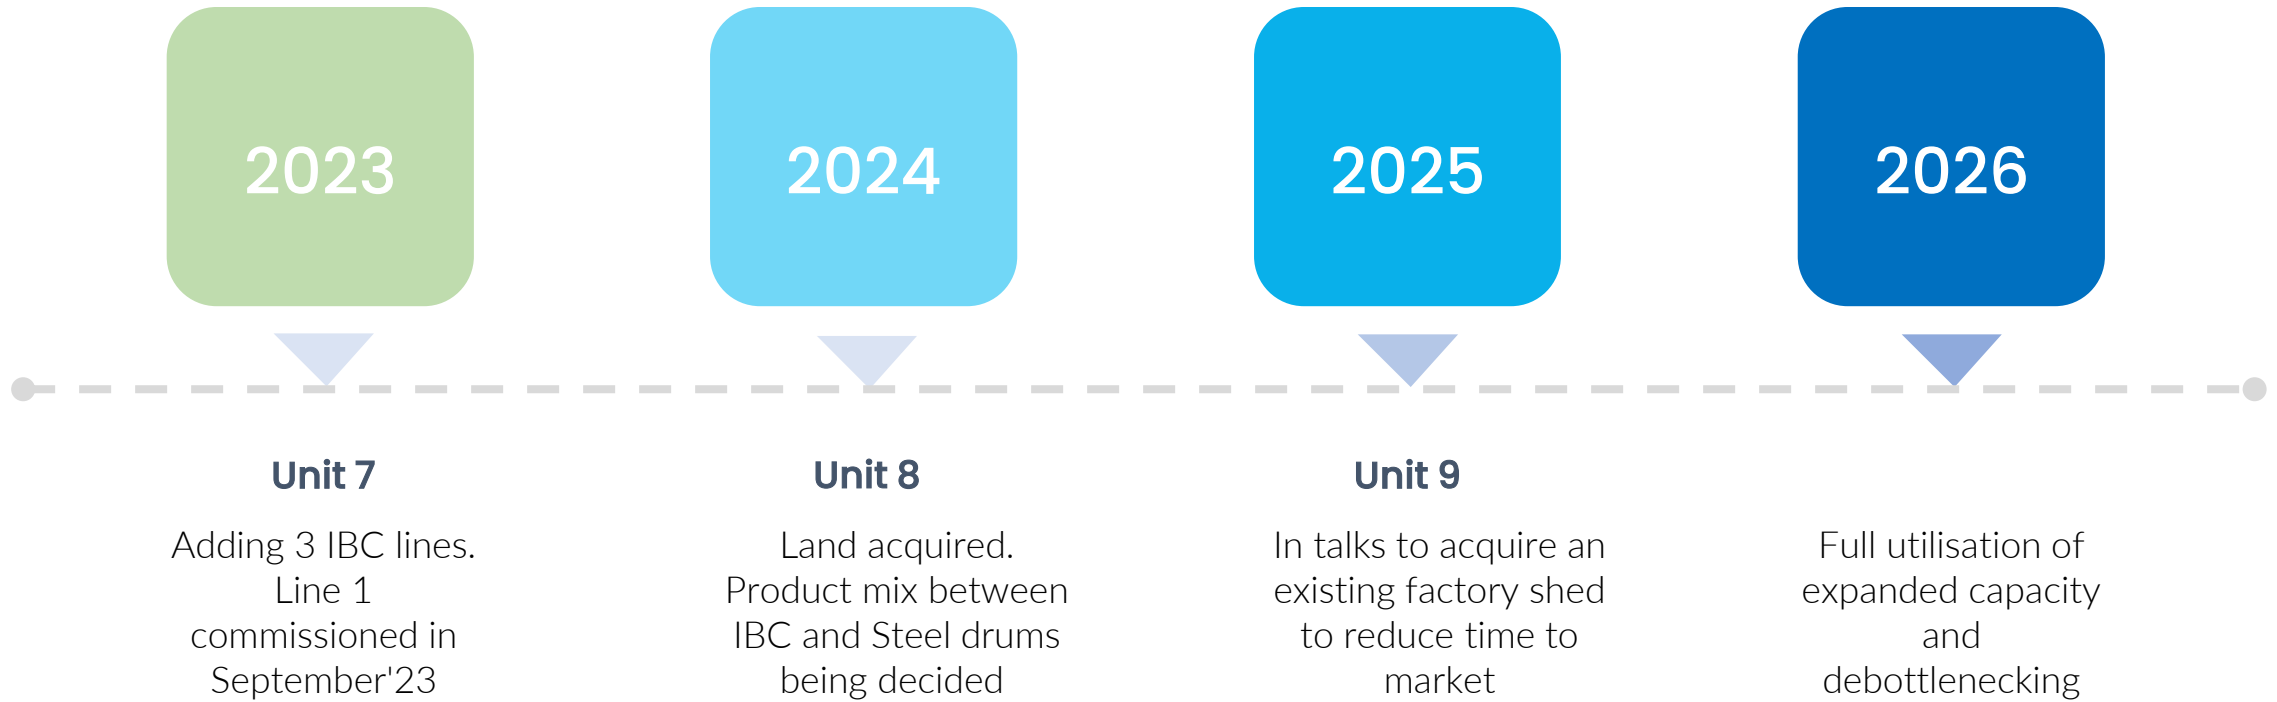 2023
2024
2025
2026
Unit 7
Adding 3 IBC lines.
Line 1
commissioned in
September'23
Unit 8
Land acquired.
Product mix between
IBC and Steel drums
being decided
Unit 9
In talks to acquire an
existing factory shed
to reduce time to
market
Full utilisation of
expanded capacity
and
debottlenecking